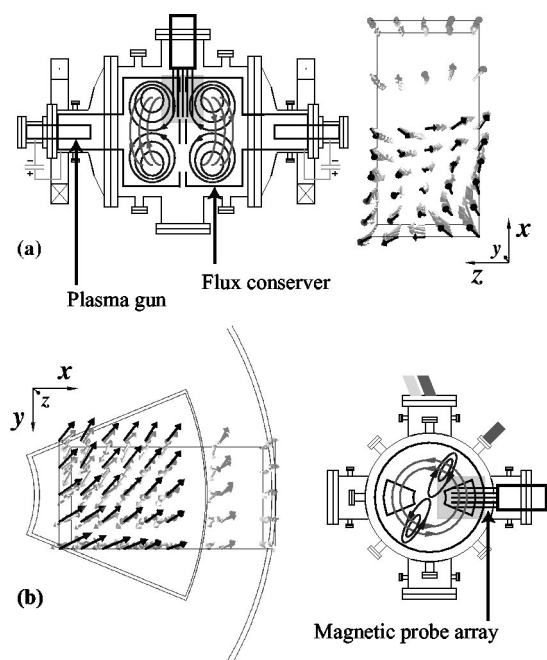 (a)
− +
− +
Plasma gun
Flux conserver
x
y
z
x
z
y
(b)
Magnetic probe array